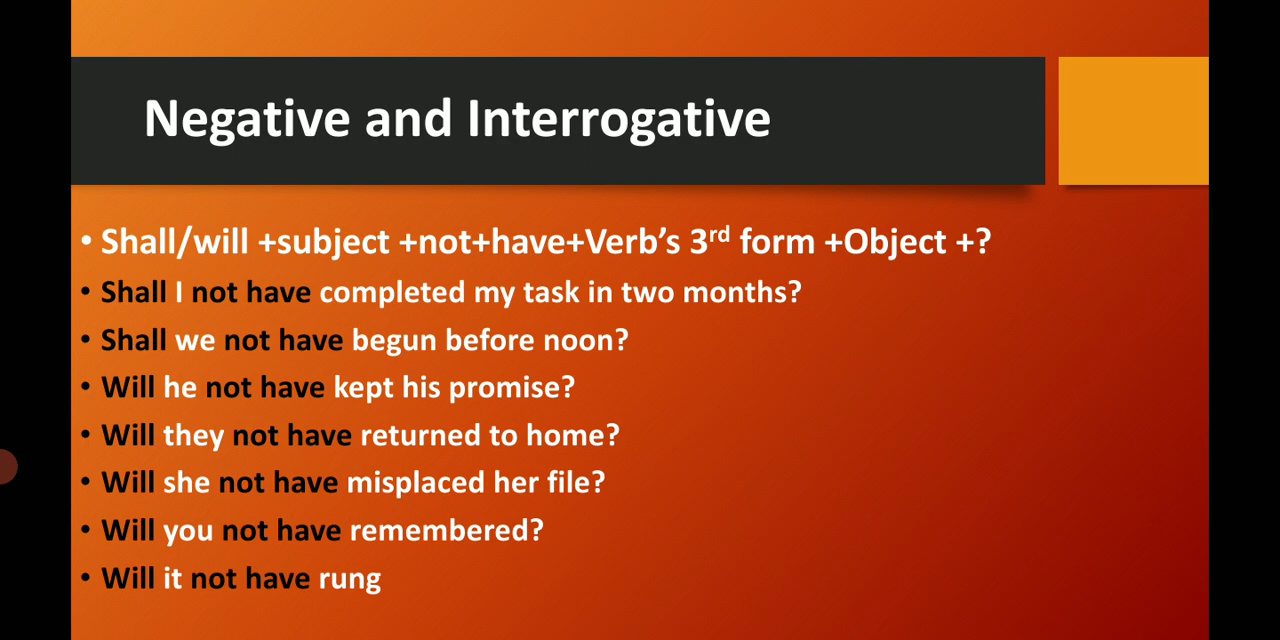 Negative and Interrogative
• Shall/will +subject +not+have+Verb’s 3rd form +Object +?
• Shall I not have completed my task in two months?
• Shall we not have begun before noon?
• Will he not have kept his promise?
• Will they not have returned to home?
• Will she not have misplaced her file?
• Will you not have remembered?
• Will it not have rung